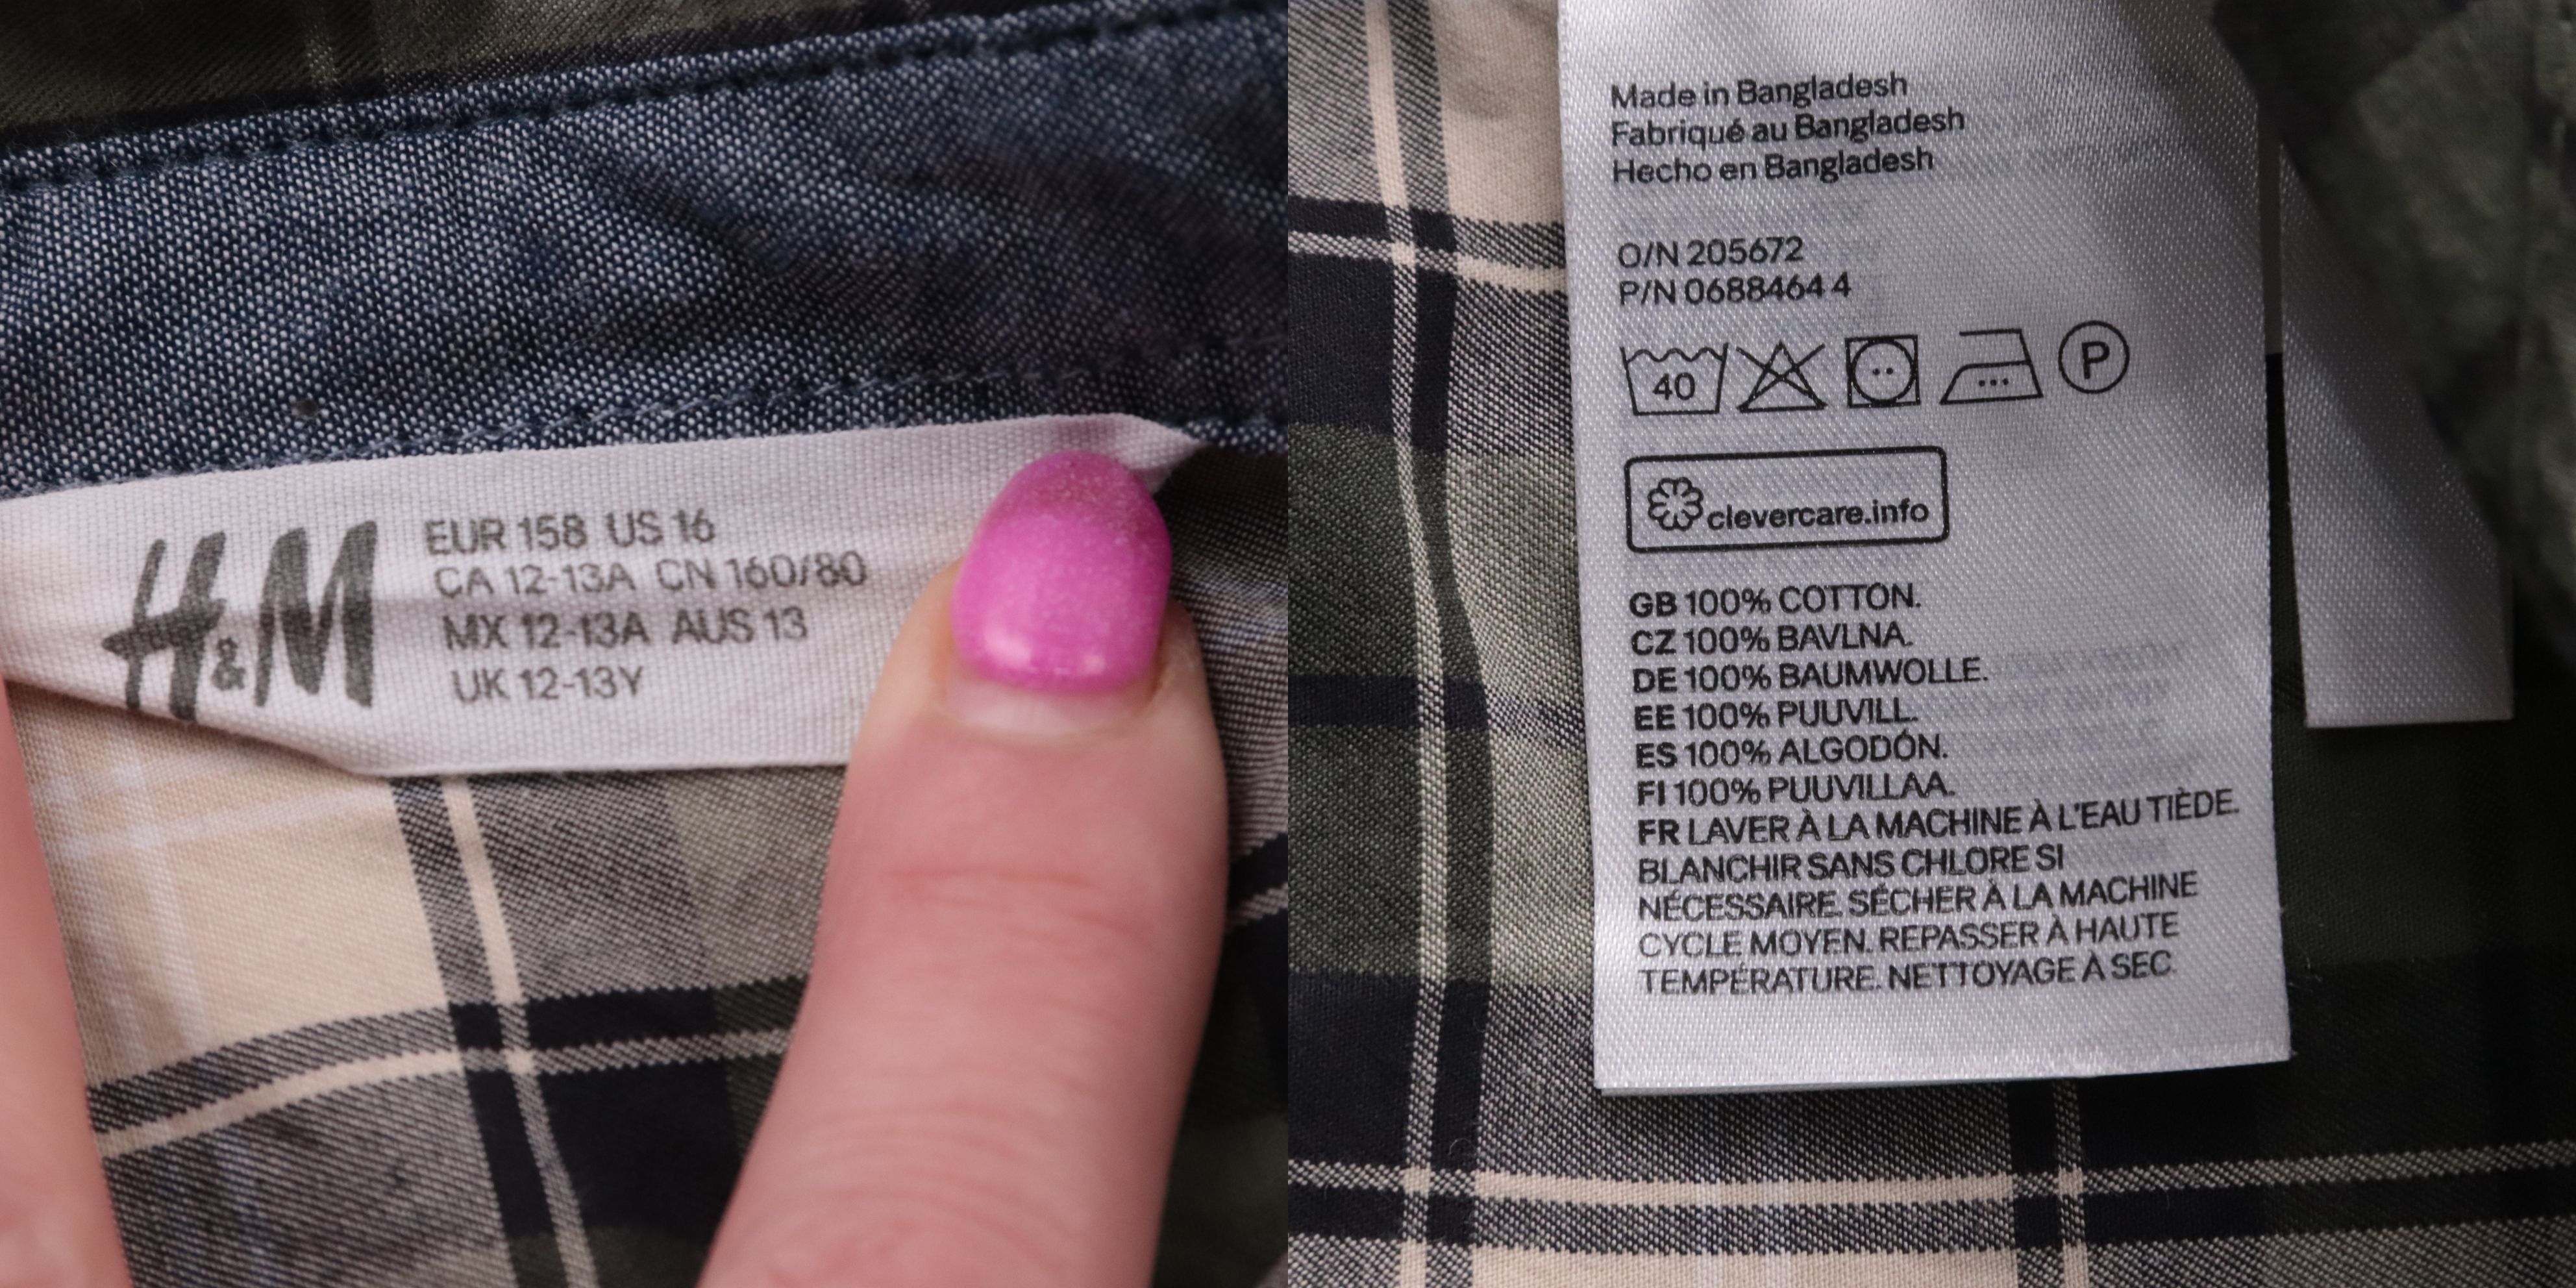 H&M
EUR 158 US 16
CA 12-13A CN 160/80
MX 12-13A AUS 13
UK 12-13Y
Made in Bangladesh
Fabriqué au Bangladesh
Hecho en Bangladesh
O/N 205672
P/N 0688464 4
40
P
clevercare.info
GB 100% COTTON.
CZ 100% BAVLNA.
DE 100% BAUMWOLLE.
EE 100% PUUVILL.
ES 100% ALGODÓN.
FI 100% PUUVILLAA.
FR LAVER À LA MACHINE À L'EAU TIÈDE.
BLANCHIR SANS CHLORE SI
NÉCESSAIRE. SÉCHER À LA MACHINE
CYCLE MOYEN. REPASSER À HAUTE
TEMPÉRATURE. NETTOYAGE À SEC.